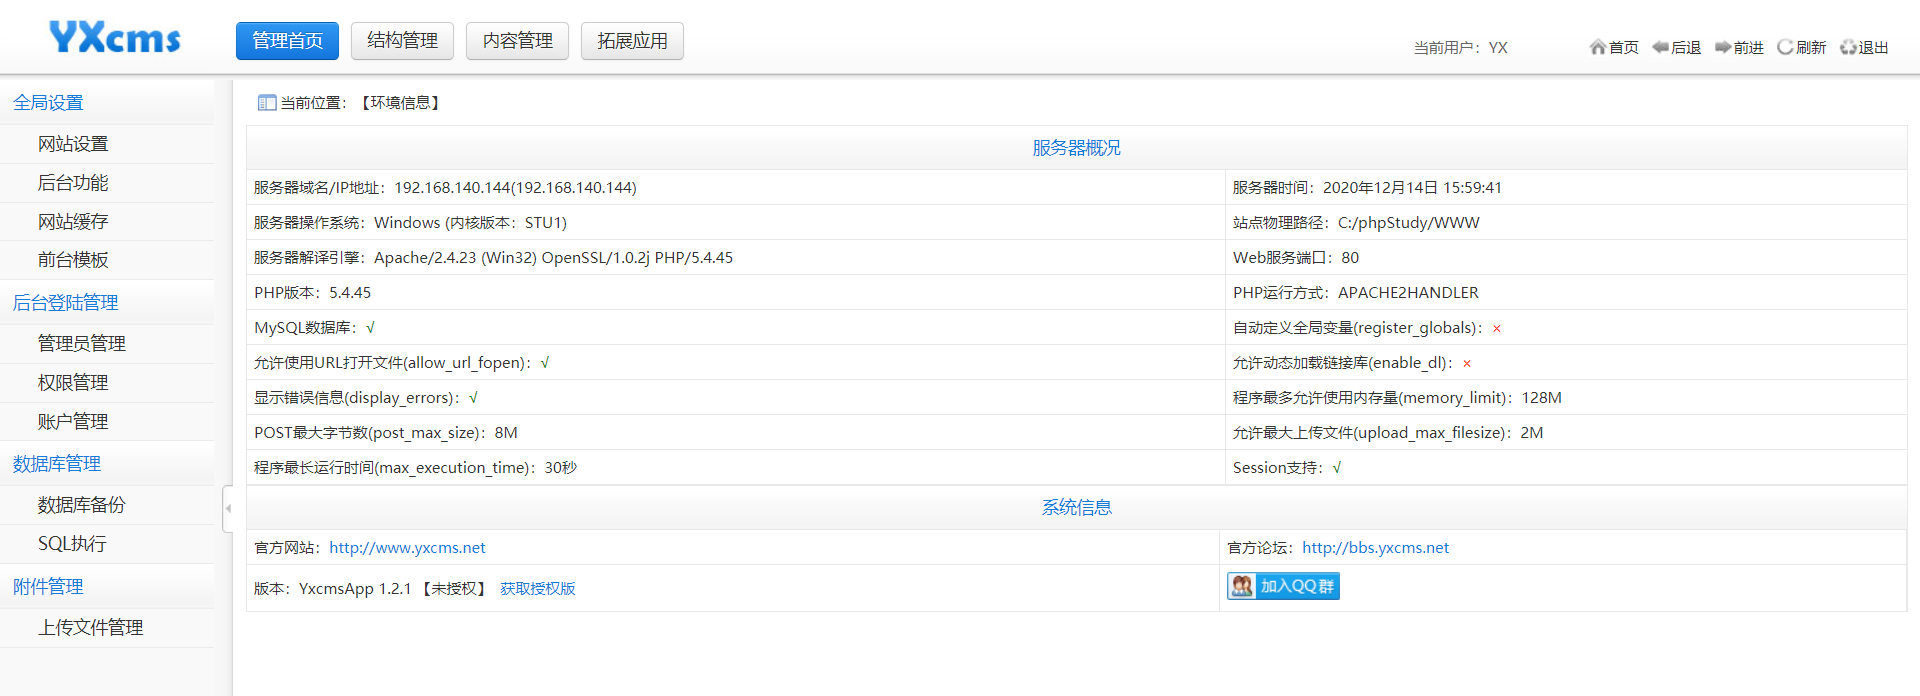 YXcms
管理首页 结构管理 内容管理 拓展应用
当前用户：YX 首页 后退 前进 刷新 退出
全局设置
网站设置
后台功能
网站缓存
前台模板
后台登陆管理
管理员管理
权限管理
账户管理
数据库管理
数据库备份
SQL执行
附件管理
上传文件管理
当前位置：【环境信息】
服务器概况
服务器域名/IP地址：192.168.140.144(192.168.140.144) 服务器时间：2020年12月14日 15:59:41
服务器操作系统：Windows (内核版本：STU1) 站点物理路径：C:/phpStudy/WWW
服务器解译引擎：Apache/2.4.23 (Win32) OpenSSL/1.0.2j PHP/5.4.45 Web服务端口：80
PHP版本：5.4.45 PHP运行方式：APACHE2HANDLER
MySQL数据库：√ 自动定义全局变量(register_globals)：×
允许使用URL打开文件(allow_url_fopen)：√ 允许动态加载链接库(enable_dl)：×
显示错误信息(display_errors)：√ 程序最多允许使用内存量(memory_limit)：128M
POST最大字节数(post_max_size)：8M 允许最大上传文件(upload_max_filesize)：2M
程序最长运行时间(max_execution_time)：30秒 Session支持：√
系统信息
官方网站：http://www.yxcms.net 官方论坛：http://bbs.yxcms.net
版本：YxcmsApp 1.2.1 【未授权】 获取授权版 加入QQ群